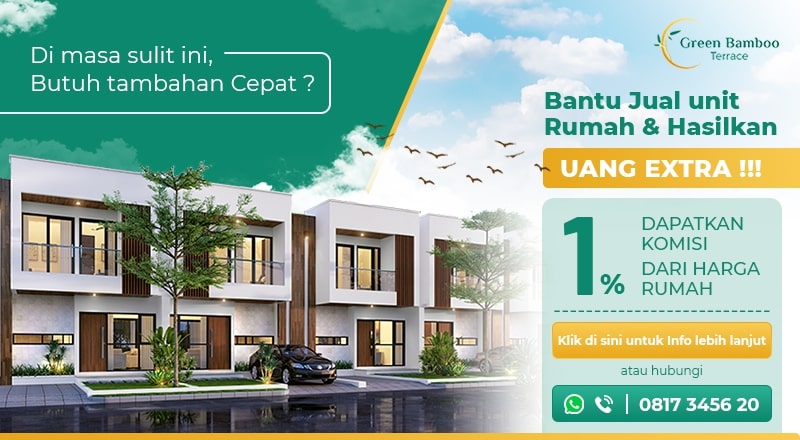 Di masa sulit ini,
Butuh tambahan Cepat ?
Green Bamboo
Terrace
Bantu Jual unit
Rumah & Hasilkan
UANG EXTRA !!!
1%
DAPATKAN
KOMISI
DARI HARGA
RUMAH
Klik di sini untuk Info lebih lanjut
atau hubungi
0817 3456 20